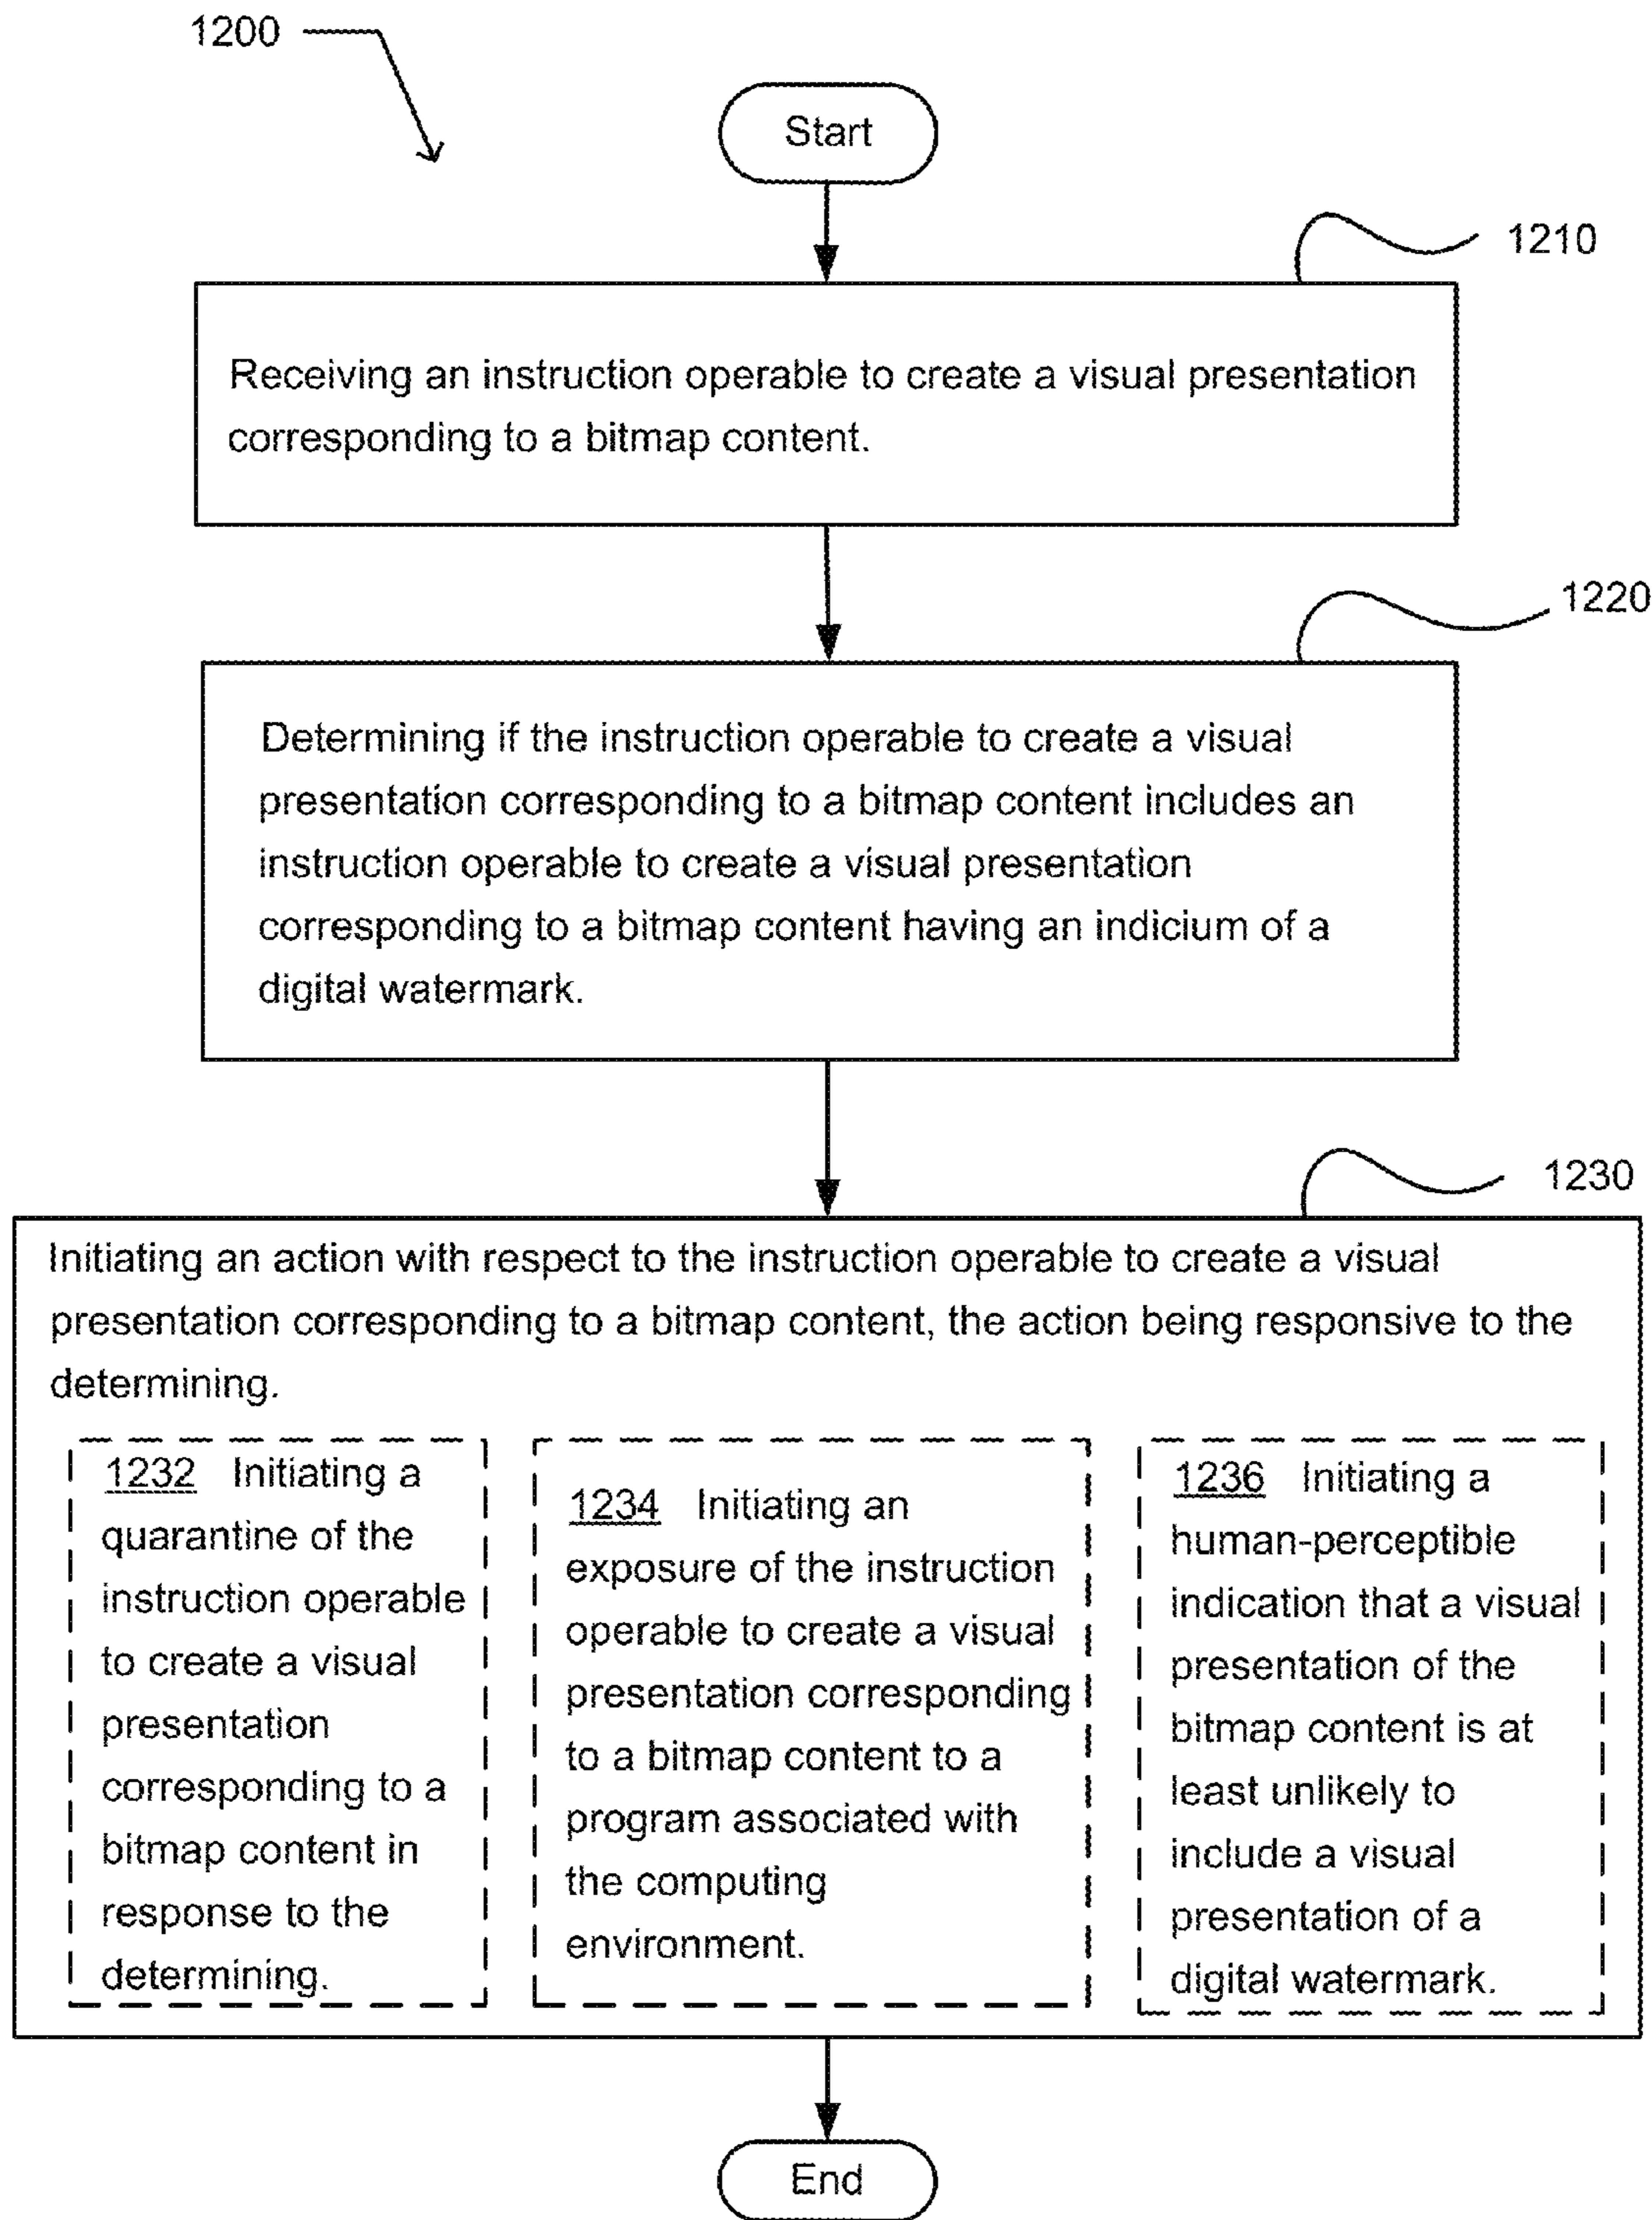 1200
Start
1210
Receiving an instruction operable to create a visual presentation
corresponding to a bitmap content.
1220
Determining if the instruction operable to create a visual
presentation corresponding to a bitmap content includes an
instruction operable to create a visual presentation
corresponding to a bitmap content having an indicium of a
digital watermark.
1230
Initiating an action with respect to the instruction operable to create a visual
presentation corresponding to a bitmap content, the action being responsive to the
determining.
1232 Initiating a
quarantine of the
instruction operable
to create a visual
presentation
corresponding to a
bitmap content in
response to the
determining.
1234 Initiating an
exposure of the instruction
operable to create a visual
presentation corresponding
to a bitmap content to a
program associated with
the computing
environment.
1236 Initiating a
human-perceptible
indication that a visual
presentation of the
bitmap content is at
least unlikely to
include a visual
presentation of a
digital watermark.
End